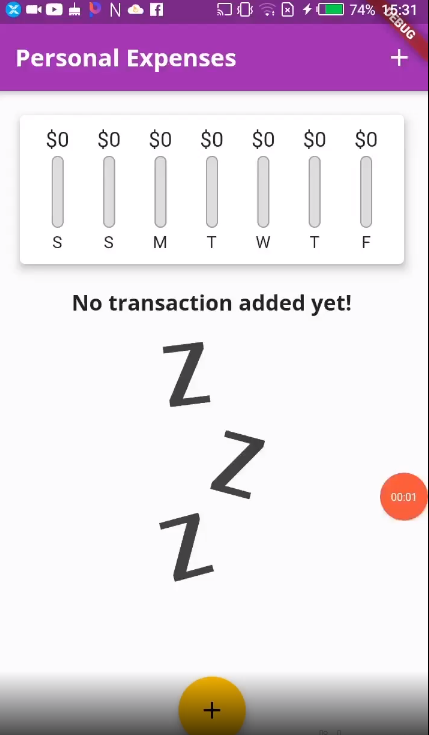 N 74% 15:31
DEBUG
Personal Expenses +
$0 $0 $0 $0 $0 $0 $0
S S M T W T F
No transaction added yet!
Z
Z
00:01
Z
+